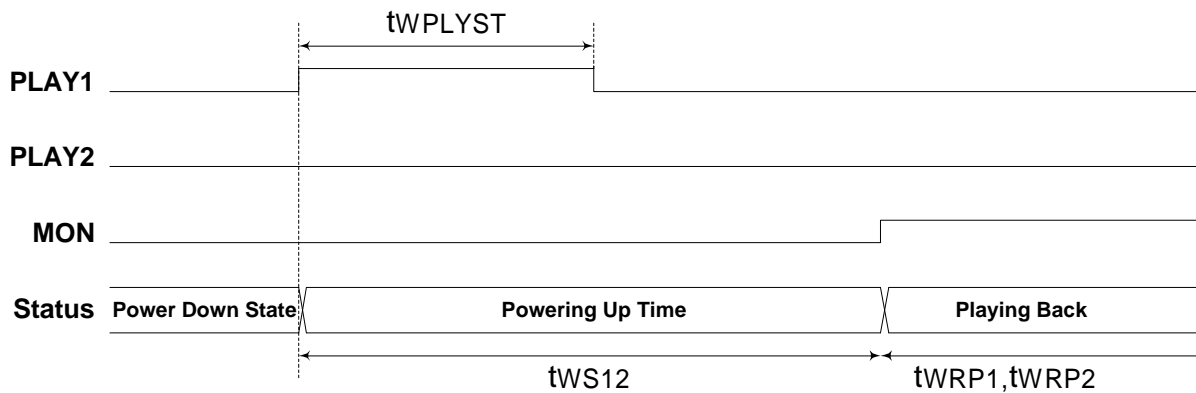 tWPLYST
PLAY1
PLAY2
MON
Status Power Down State Powering Up Time Playing Back
tWS12 tWRP1,tWRP2